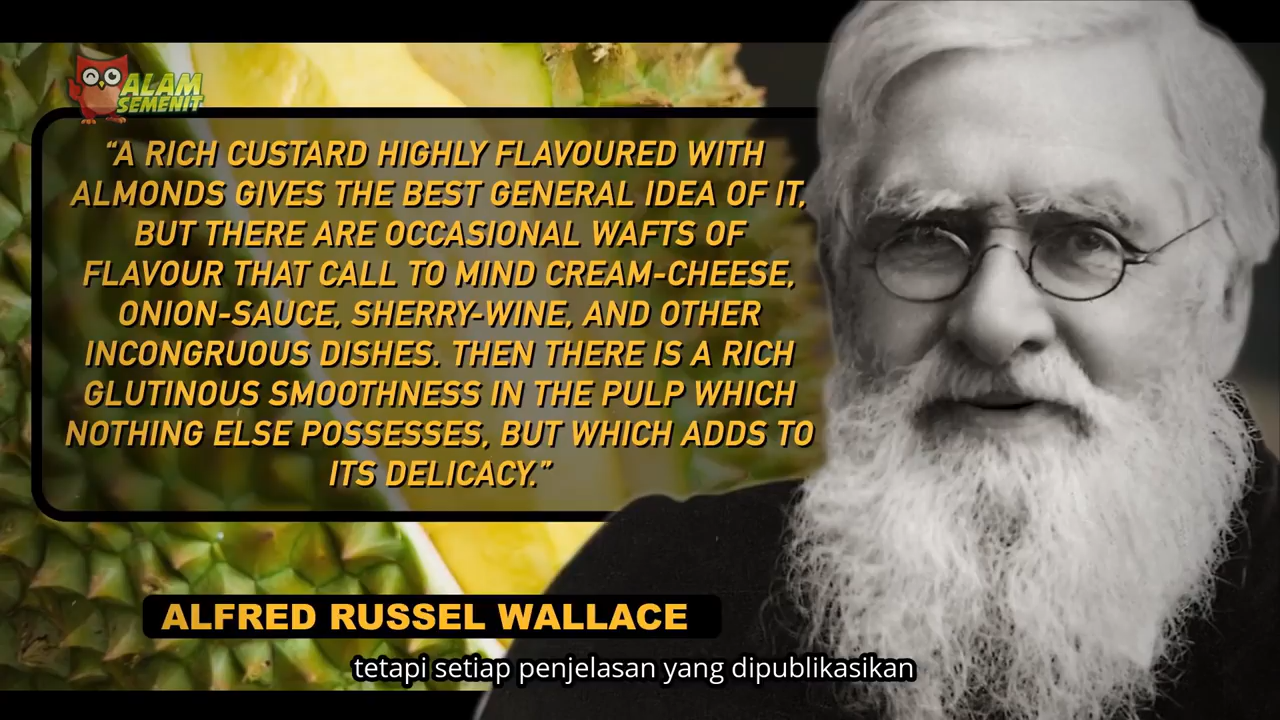 ALAM
SEMENIT
“A RICH CUSTARD HIGHLY FLAVOURED WITH
ALMONDS GIVES THE BEST GENERAL IDEA OF IT,
BUT THERE ARE OCCASIONAL WAFTS OF
FLAVOUR THAT CALL TO MIND CREAM-CHEESE,
ONION-SAUCE, SHERRY-WINE, AND OTHER
INCONGRUOUS DISHES. THEN THERE IS A RICH
GLUTINOUS SMOOTHNESS IN THE PULP WHICH
NOTHING ELSE POSSESSES, BUT WHICH ADDS TO
ITS DELICACY.”
ALFRED RUSSEL WALLACE
tetapi setiap penjelasan yang dipublikasikan